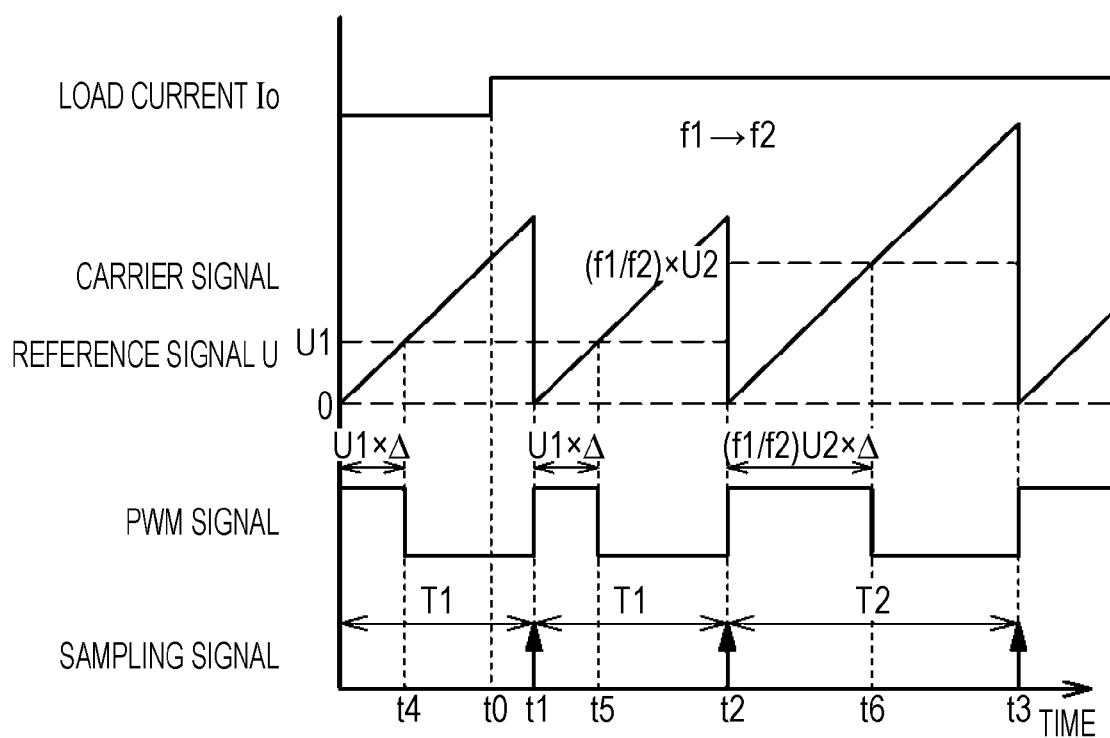 LOAD CURRENT Io
f1→f2
CARRIER SIGNAL
(f1/f2)×U2
REFERENCE SIGNAL U
U1
0
U1×Δ
U1×Δ
(f1/f2)U2×Δ
PWM SIGNAL
T1
T1
T2
SAMPLING SIGNAL
t4
t0
t1
t5
t2
t6
t3
TIME